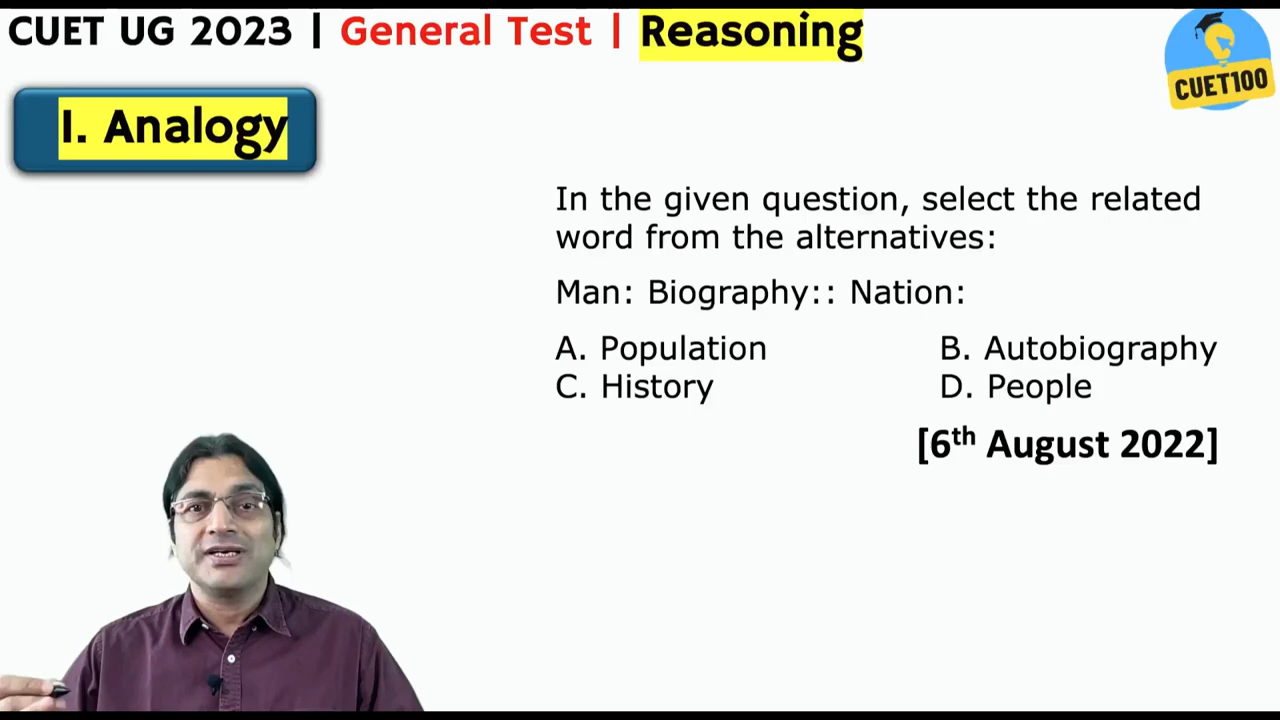 CUET UG 2023 | General Test | Reasoning
CUET100
I. Analogy
In the given question, select the related
word from the alternatives:
Man: Biography:: Nation:
A. Population B. Autobiography
C. History D. People
[6th August 2022]